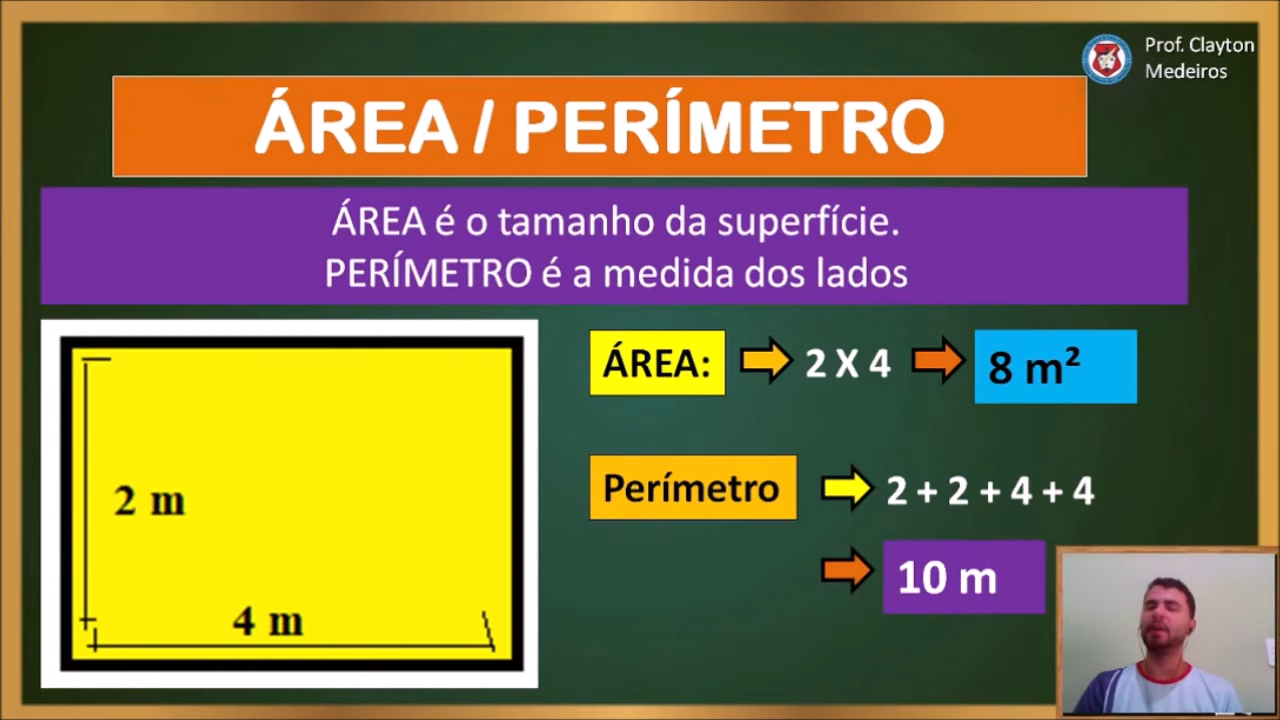 Prof. Clayton
Medeiros
ÁREA / PERÍMETRO
ÁREA é o tamanho da superfície.
PERÍMETRO é a medida dos lados
2 m
4 m
ÁREA: 2 X 4 8 m²
Perímetro 2 + 2 + 4 + 4
10 m